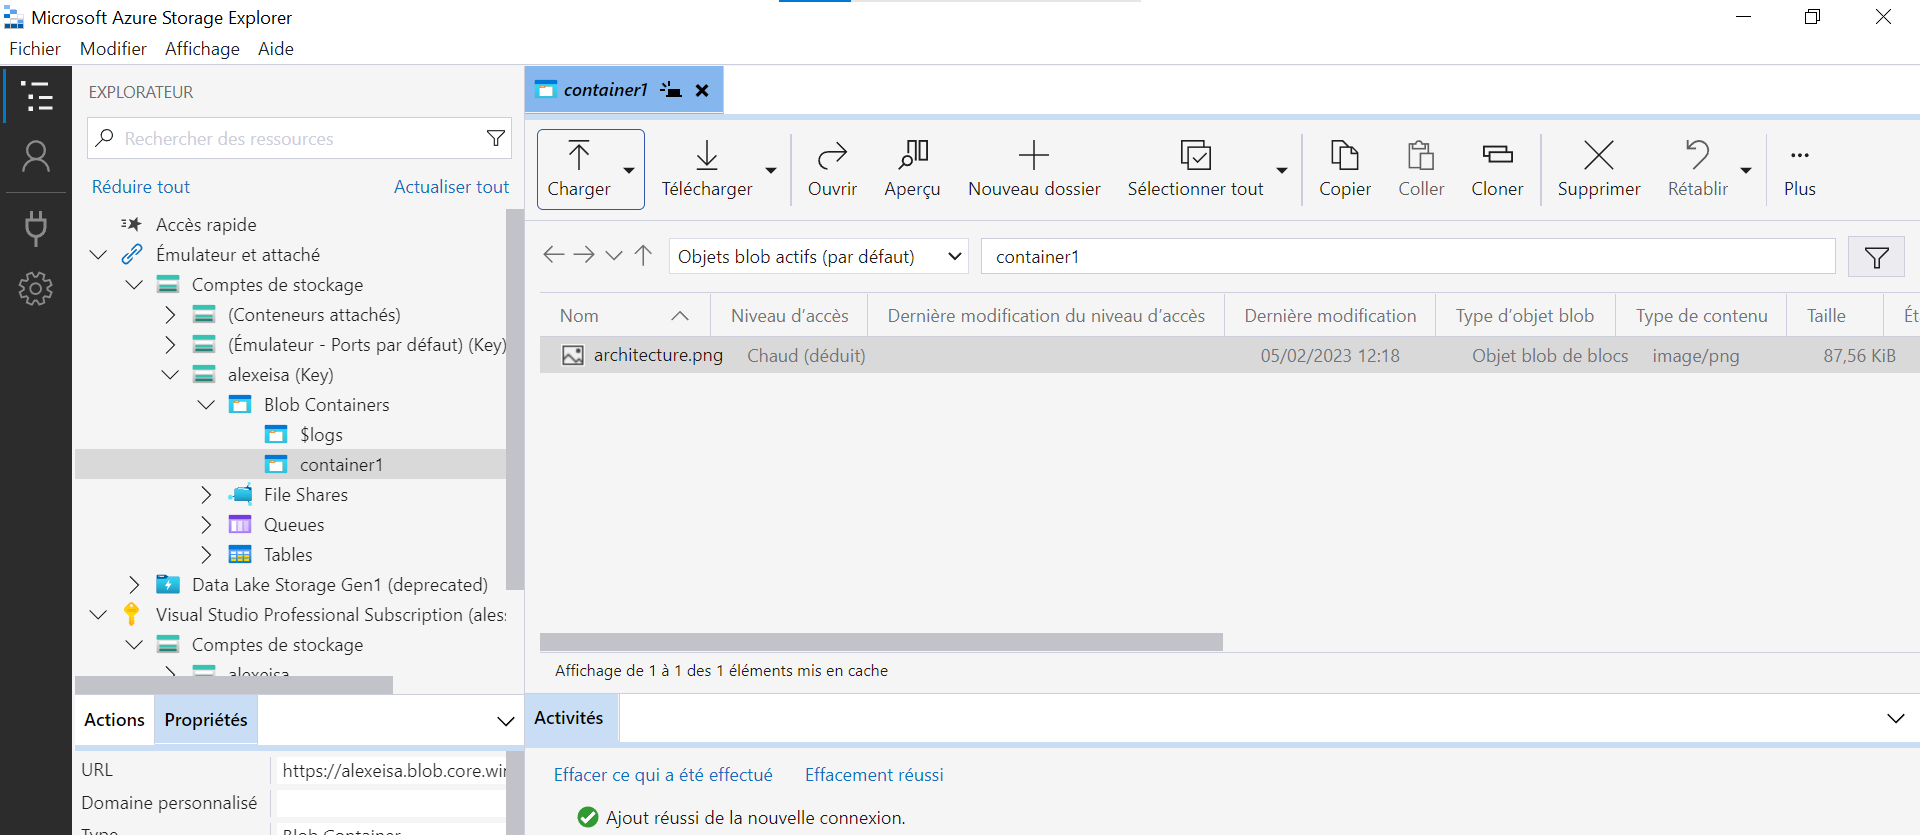 Microsoft Azure Storage Explorer
Fichier Modifier Affichage Aide
EXPLORATEUR
Rechercher des ressources
Réduire tout Actualiser tout
Accès rapide
Émulateur et attaché
Comptes de stockage
(Conteneurs attachés)
(Émulateur - Ports par défaut) (Key)
alexeisa (Key)
Blob Containers
$logs
container1
File Shares
Queues
Tables
Data Lake Storage Gen1 (deprecated)
Visual Studio Professional Subscription (ales
Comptes de stockage
alexeisa
Actions Propriétés
URL https://alexeisa.blob.core.wi
Domaine personnalisé
Type Blob Container
container1
Charger Télécharger Ouvrir Aperçu Nouveau dossier Sélectionner tout Copier Coller Cloner Supprimer Rétablir Plus
Objets blob actifs (par défaut) container1
Nom Niveau d'accès Dernière modification du niveau d'accès Dernière modification Type d'objet blob Type de contenu Taille Ét
architecture.png Chaud (déduit) 05/02/2023 12:18 Objet blob de blocs image/png 87,56 KiB
Affichage de 1 à 1 des 1 éléments mis en cache
Activités
Effacer ce qui a été effectué Effacement réussi
Ajout réussi de la nouvelle connexion.